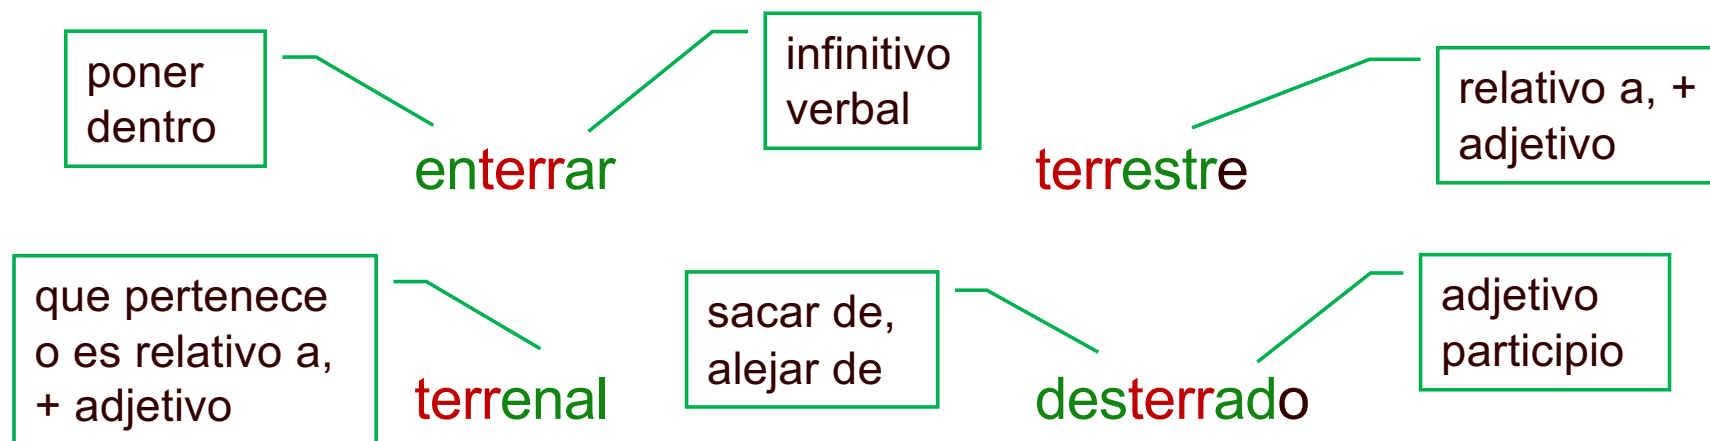 poner
dentro
enterrar
infinitivo
verbal
terrestre
relativo a, +
adjetivo
que pertenece
o es relativo a,
+ adjetivo
terrenal
sacar de,
alejar de
desterrado
adjetivo
participio